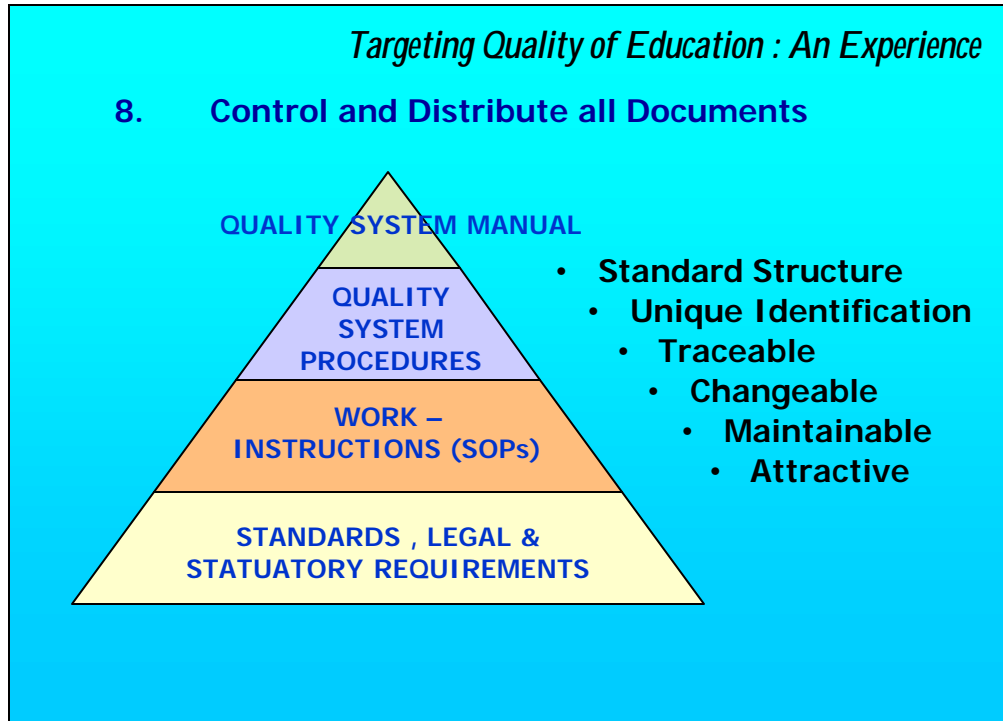 Targeting Quality of Education : An Experience
8. Control and Distribute all Documents
QUALITY SYSTEM MANUAL
QUALITY
SYSTEM
PROCEDURES
WORK –
INSTRUCTIONS (SOPs)
STANDARDS , LEGAL &
STATUATORY REQUIREMENTS
• Standard Structure
• Unique Identification
• Traceable
• Changeable
• Maintainable
• Attractive